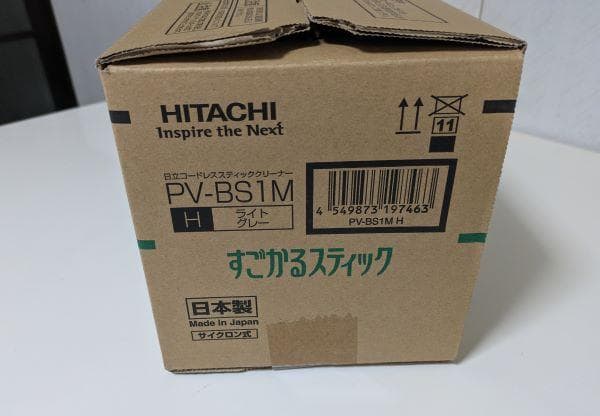 HITACHI
Inspire the Next
11
日立コードレススティッククリーナー
PV-BS1M
H ライト
グレー
4 549873 197463
PV-BS1M H
すごかるスティック
日本製
Made in Japan
サイクロン式